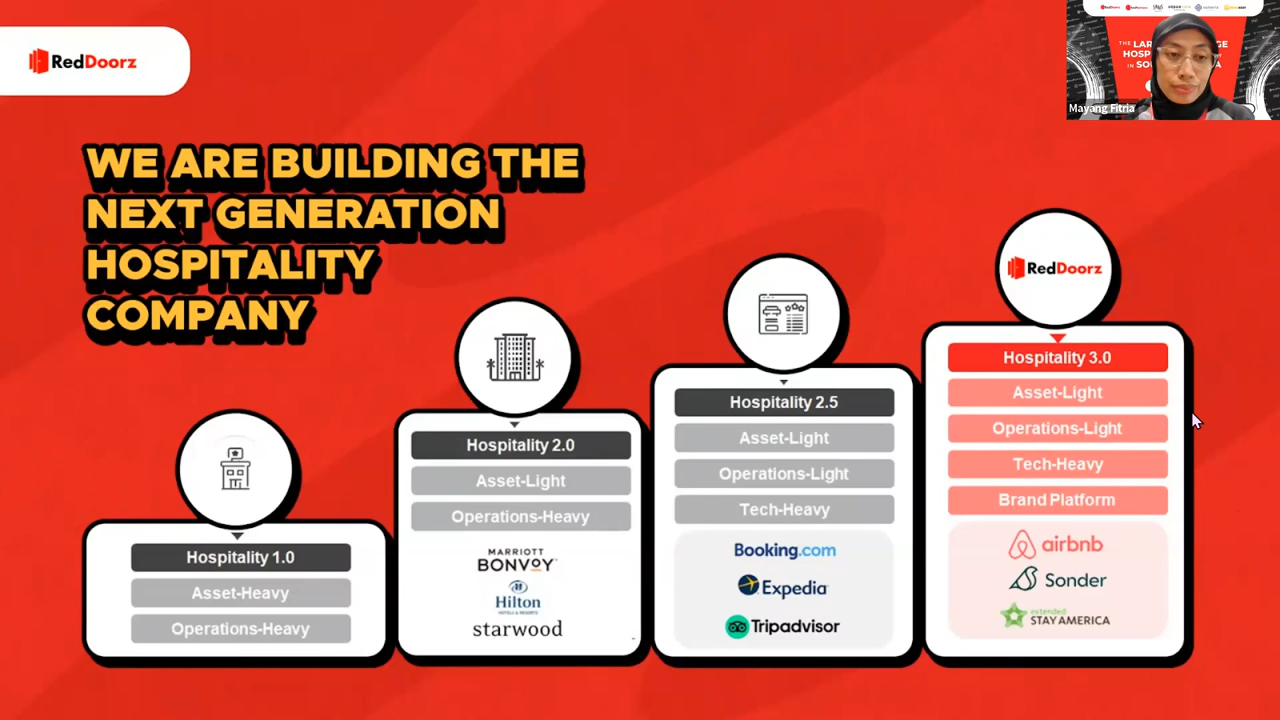 RedDoorz
WE ARE BUILDING THE
NEXT GENERATION
HOSPITALITY
COMPANY
Mayang Fitria
Hospitality 1.0
Asset-Heavy
Operations-Heavy
Hospitality 2.0
Asset-Light
Operations-Heavy
MARRIOTT
BONVOY
Hilton
HOTELS & RESORTS
starwood
Hospitality 2.5
Asset-Light
Operations-Light
Tech-Heavy
Booking.com
Expedia
Tripadvisor
RedDoorz
Hospitality 3.0
Asset-Light
Operations-Light
Tech-Heavy
Brand Platform
airbnb
Sonder
extended
STAY AMERICA